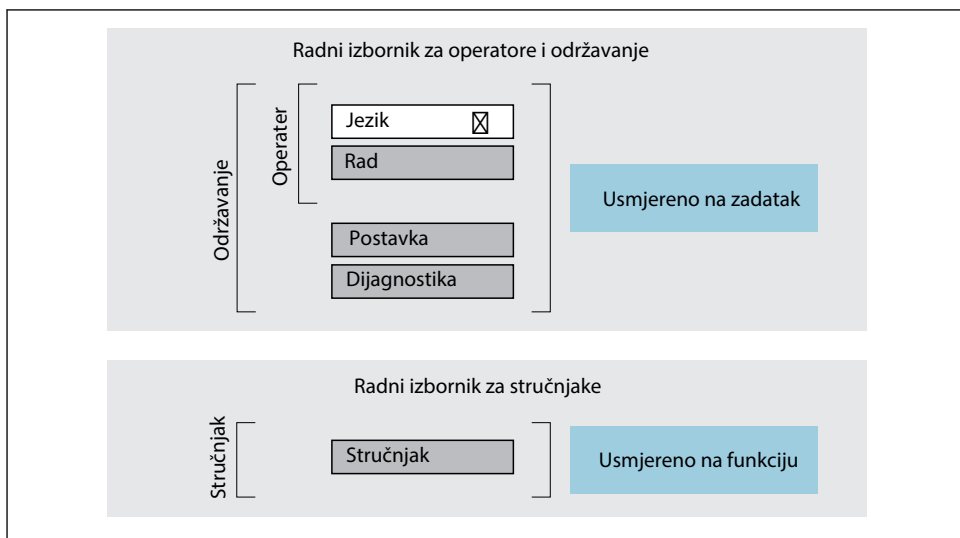 Radni izbornik za operatore i održavanje
Održavanje
Operater
Jezik
Rad
Postavka
Dijagnostika
Usmjereno na zadatak
Radni izbornik za stručnjake
Stručnjak
Stručnjak
Usmjereno na funkciju